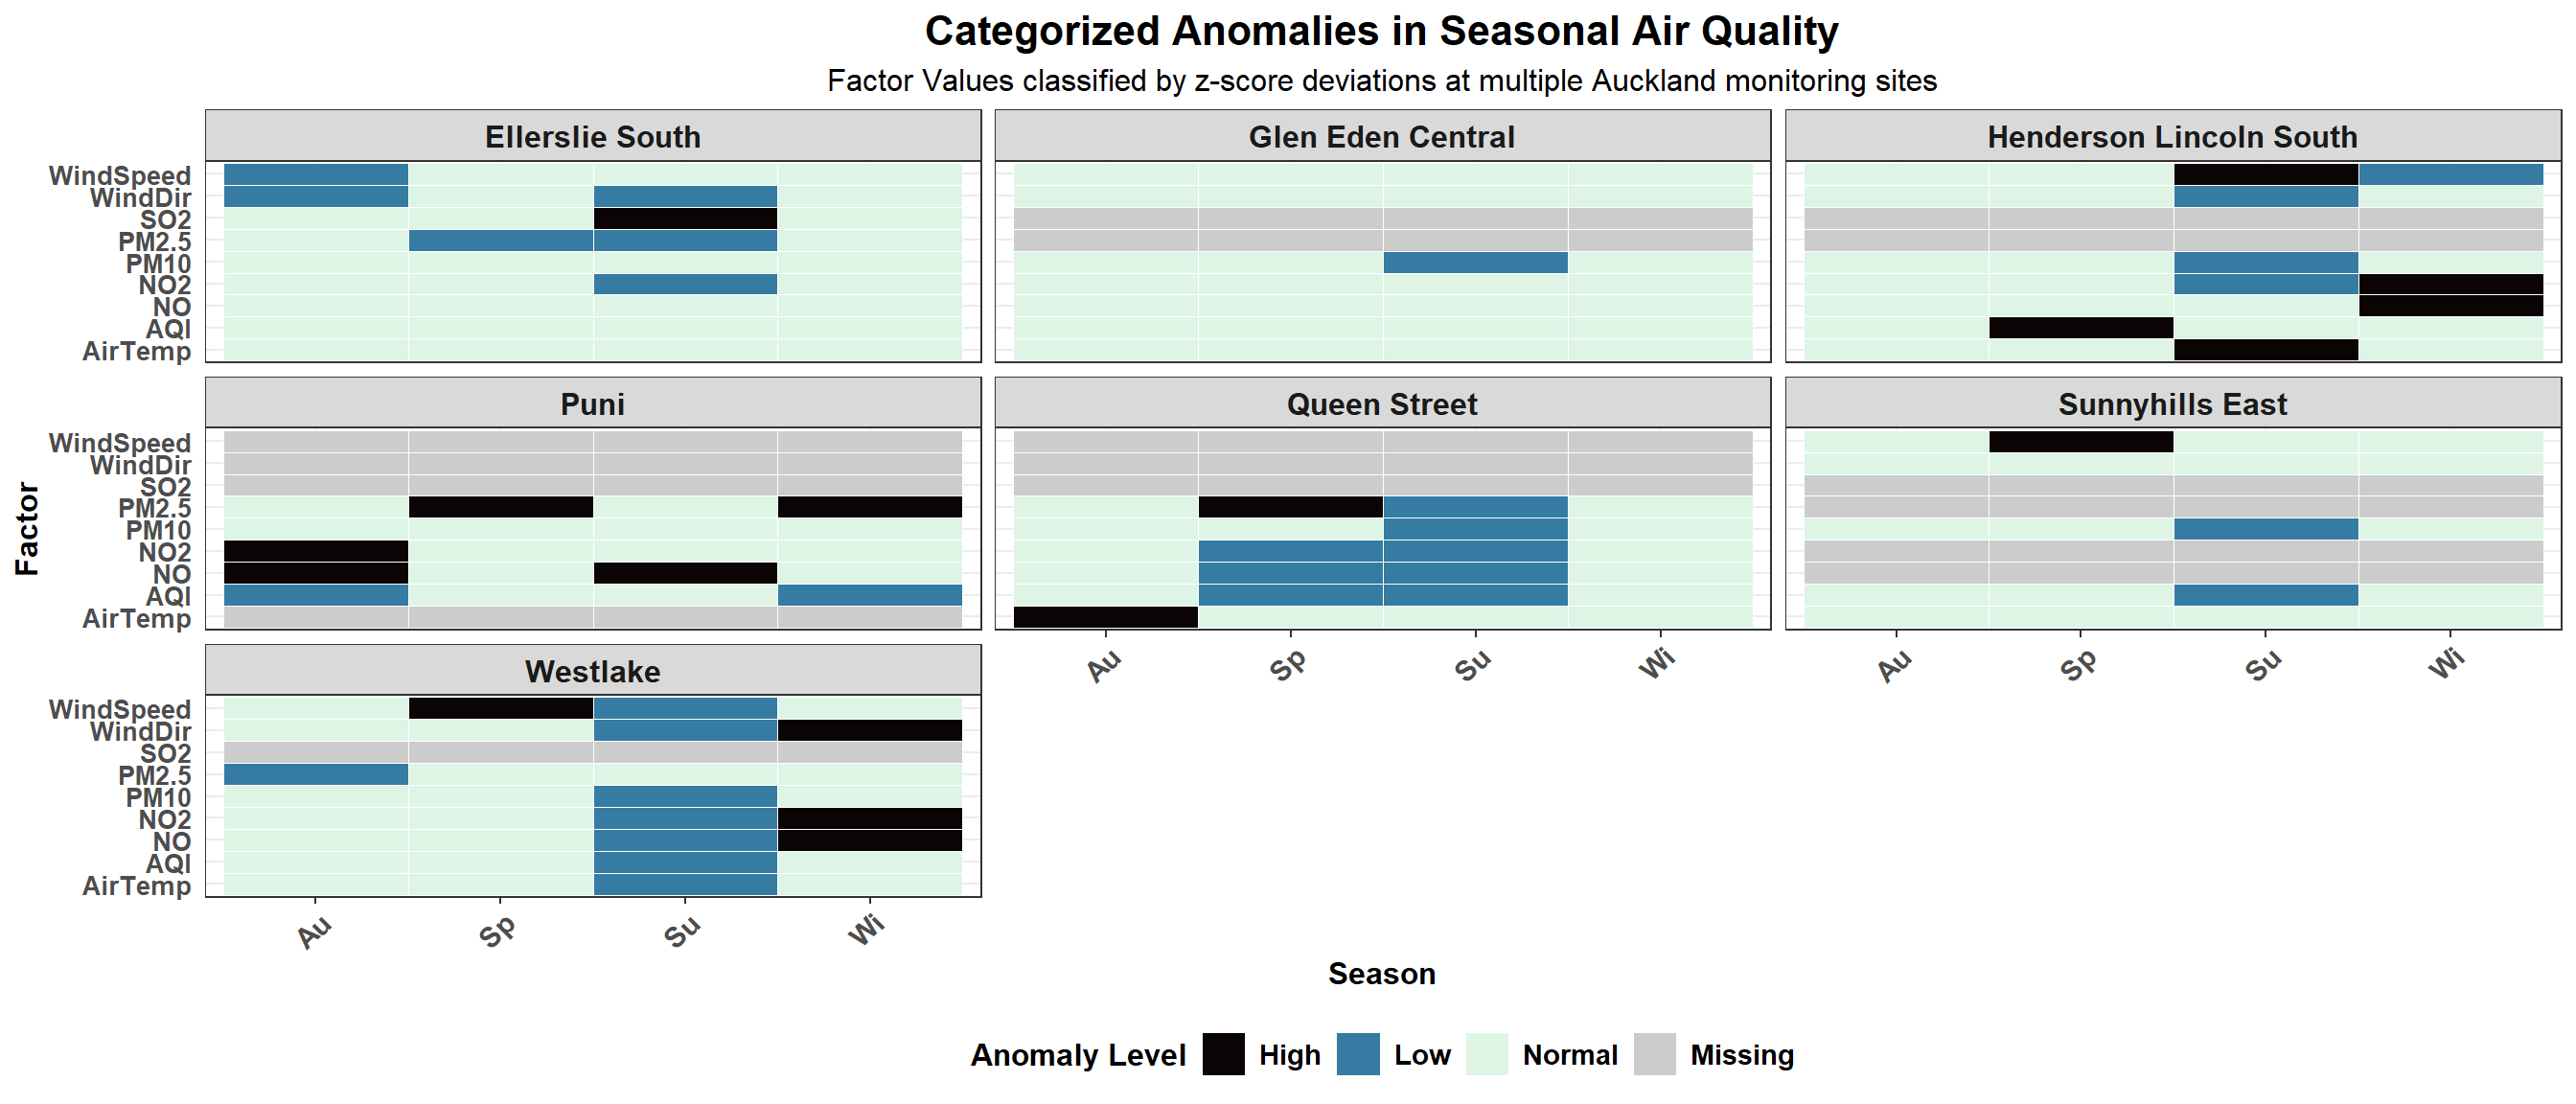 Categorized Anomalies in Seasonal Air Quality
Factor Values classified by z-score deviations at multiple Auckland monitoring sites
Ellerslie South
Glen Eden Central
Henderson Lincoln South
WindSpeed
WindDir
SO2
PM2.5
PM10
NO2
NO
AQI
AirTemp
Puni
Queen Street
Sunnyhills East
WindSpeed
WindDir
SO2
PM2.5
PM10
NO2
NO
AQI
AirTemp
Factor
Au Sp Su Wi
Au Sp Su Wi
Westlake
WindSpeed
WindDir
SO2
PM2.5
PM10
NO2
NO
AQI
AirTemp
Au Sp Su Wi
Season
Anomaly Level High Low Normal Missing